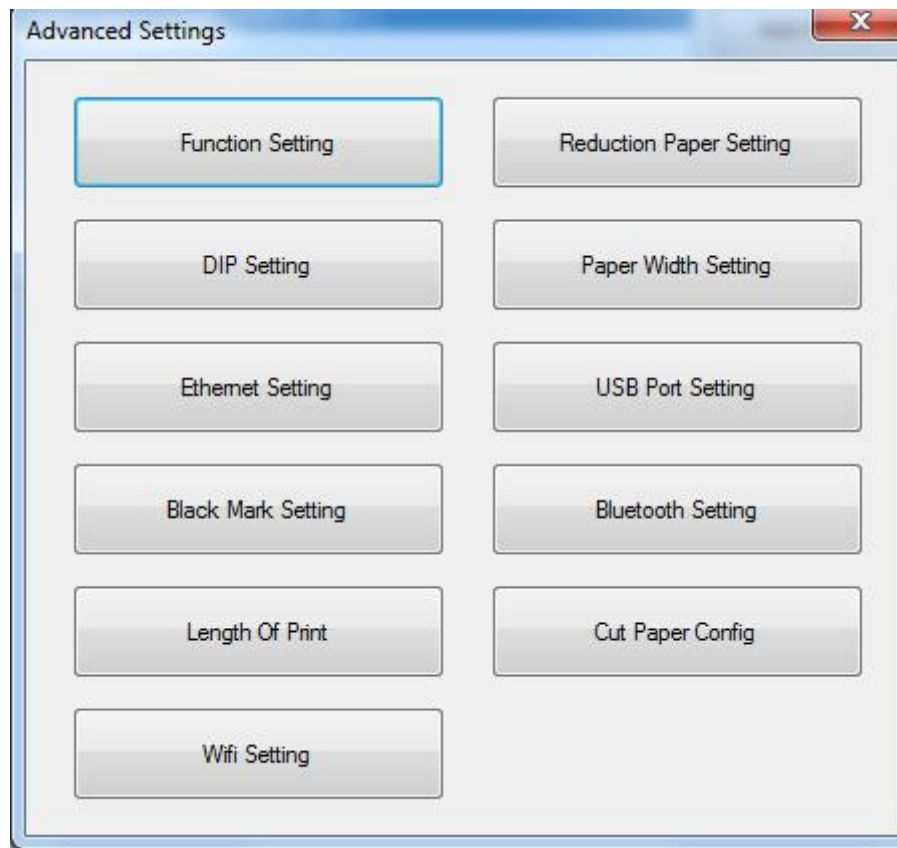 Advanced Settings
Function Setting
Reduction Paper Setting
DIP Setting
Paper Width Setting
Ethernet Setting
USB Port Setting
Black Mark Setting
Bluetooth Setting
Length Of Print
Cut Paper Config
Wifi Setting